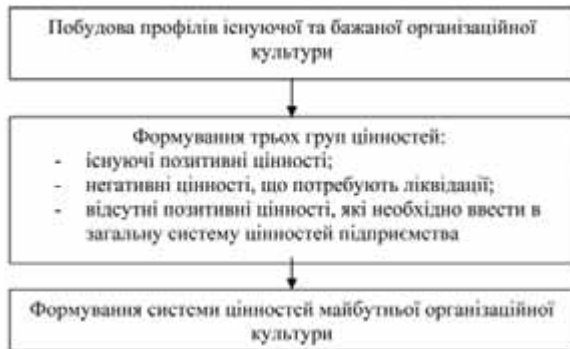 Побудова профілів існуючої та бажаної організаційної
культури
Формування трьох груп цінностей:
- існуючі позитивні цінності;
- негативні цінності, що потребують ліквідації;
- відсутні позитивні цінності, які необхідно ввести в
загальну систему цінностей підприємства
Формування системи цінностей майбутньої організаційної
культури